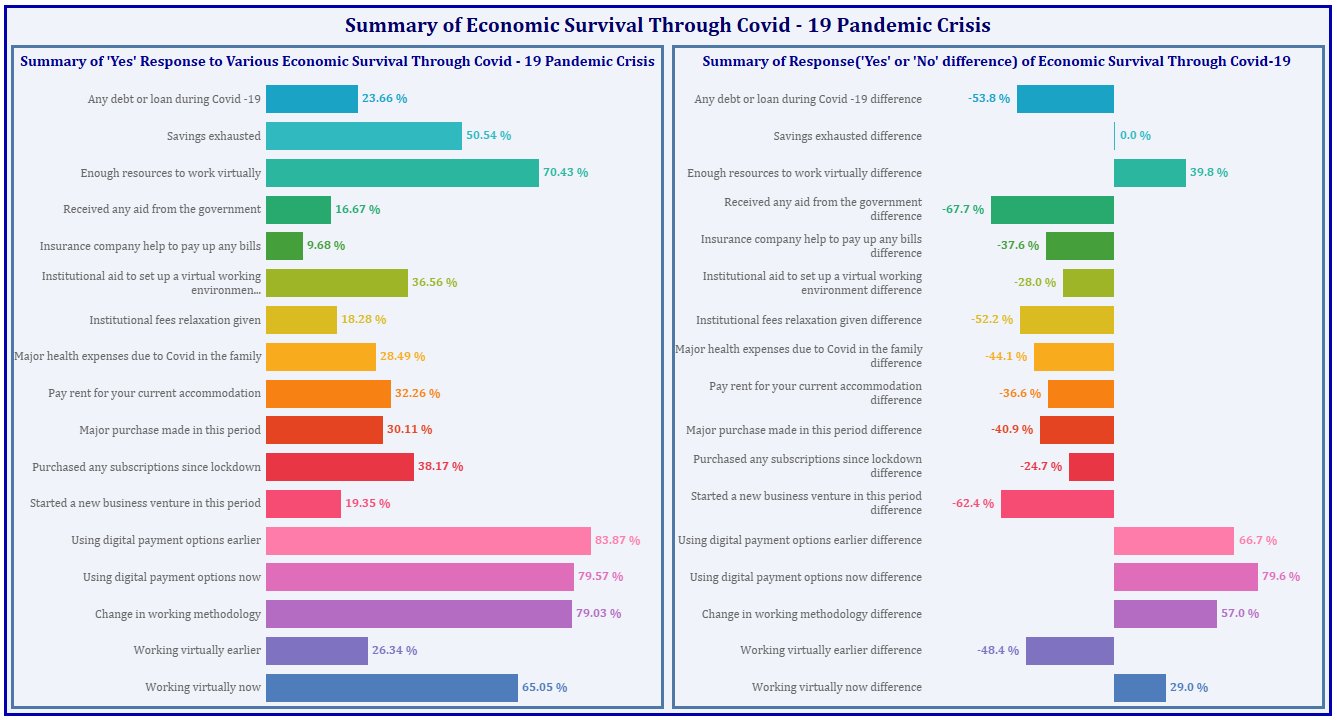 Summary of Economic Survival Through Covid - 19 Pandemic Crisis
Summary of 'Yes' Response to Various Economic Survival Through Covid - 19 Pandemic Crisis
Any debt or loan during Covid -19 23.66 %
Savings exhausted 50.54 %
Enough resources to work virtually 70.43 %
Received any aid from the government 16.67 %
Insurance company help to pay up any bills 9.68 %
Institutional aid to set up a virtual working
environmen... 36.56 %
Institutional fees relaxation given 18.28 %
Major health expenses due to Covid in the family 28.49 %
Pay rent for your current accommodation 32.26 %
Major purchase made in this period 30.11 %
Purchased any subscriptions since lockdown 38.17 %
Started a new business venture in this period 19.35 %
Using digital payment options earlier 83.87 %
Using digital payment options now 79.57 %
Change in working methodology 79.03 %
Working virtually earlier 26.34 %
Working virtually now 65.05 %
Summary of Response('Yes' or 'No' difference) of Economic Survival Through Covid-19
Any debt or loan during Covid -19 difference -53.8 %
Savings exhausted difference 0.0 %
Enough resources to work virtually difference 39.8 %
Received any aid from the government
difference -67.7 %
Insurance company help to pay up any bills
difference -37.6 %
Institutional aid to set up a virtual working
environment difference -28.0 %
Institutional fees relaxation given difference -52.2 %
Major health expenses due to Covid in the family
difference -44.1 %
Pay rent for your current accommodation
difference -36.6 %
Major purchase made in this period difference -40.9 %
Purchased any subscriptions since lockdown
difference -24.7 %
Started a new business venture in this period
difference -62.4 %
Using digital payment options earlier difference 66.7 %
Using digital payment options now difference 79.6 %
Change in working methodology difference 57.0 %
Working virtually earlier difference -48.4 %
Working virtually now difference 29.0 %